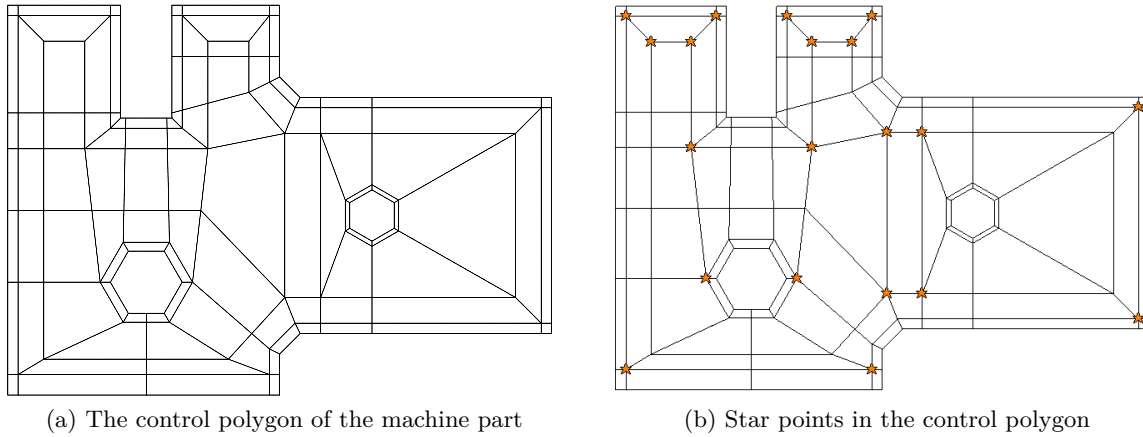 (a) The control polygon of the machine part
(b) Star points in the control polygon